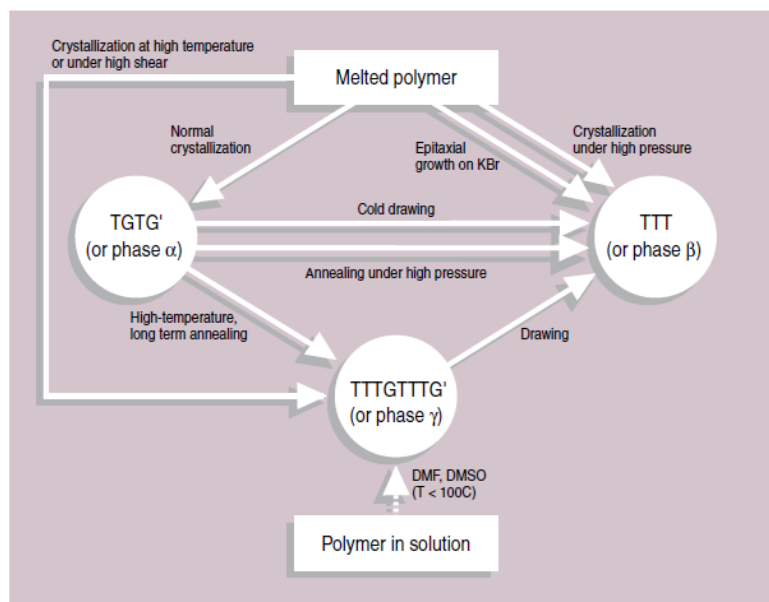 Crystallization at high temperature
or under high shear
Melted polymer
Normal
crystallization
Epitaxial
growth on KBr
Crystallization
under high pressure
TGTG'
(or phase α)
Cold drawing
TTT
(or phase β)
Annealing under high pressure
High-temperature,
long term annealing
Drawing
TTTGTTTG'
(or phase γ)
DMF, DMSO
(T < 100C)
Polymer in solution